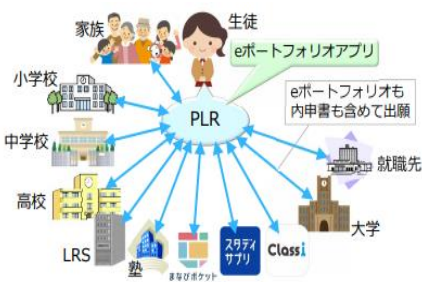 家族
生徒
eポートフォリオアプリ
小学校
PLR
eポートフォリオも
内申書も含めて出願
中学校
就職先
高校
大学
LRS
塾
まなびポケット
スタディ
サプリ
Classi